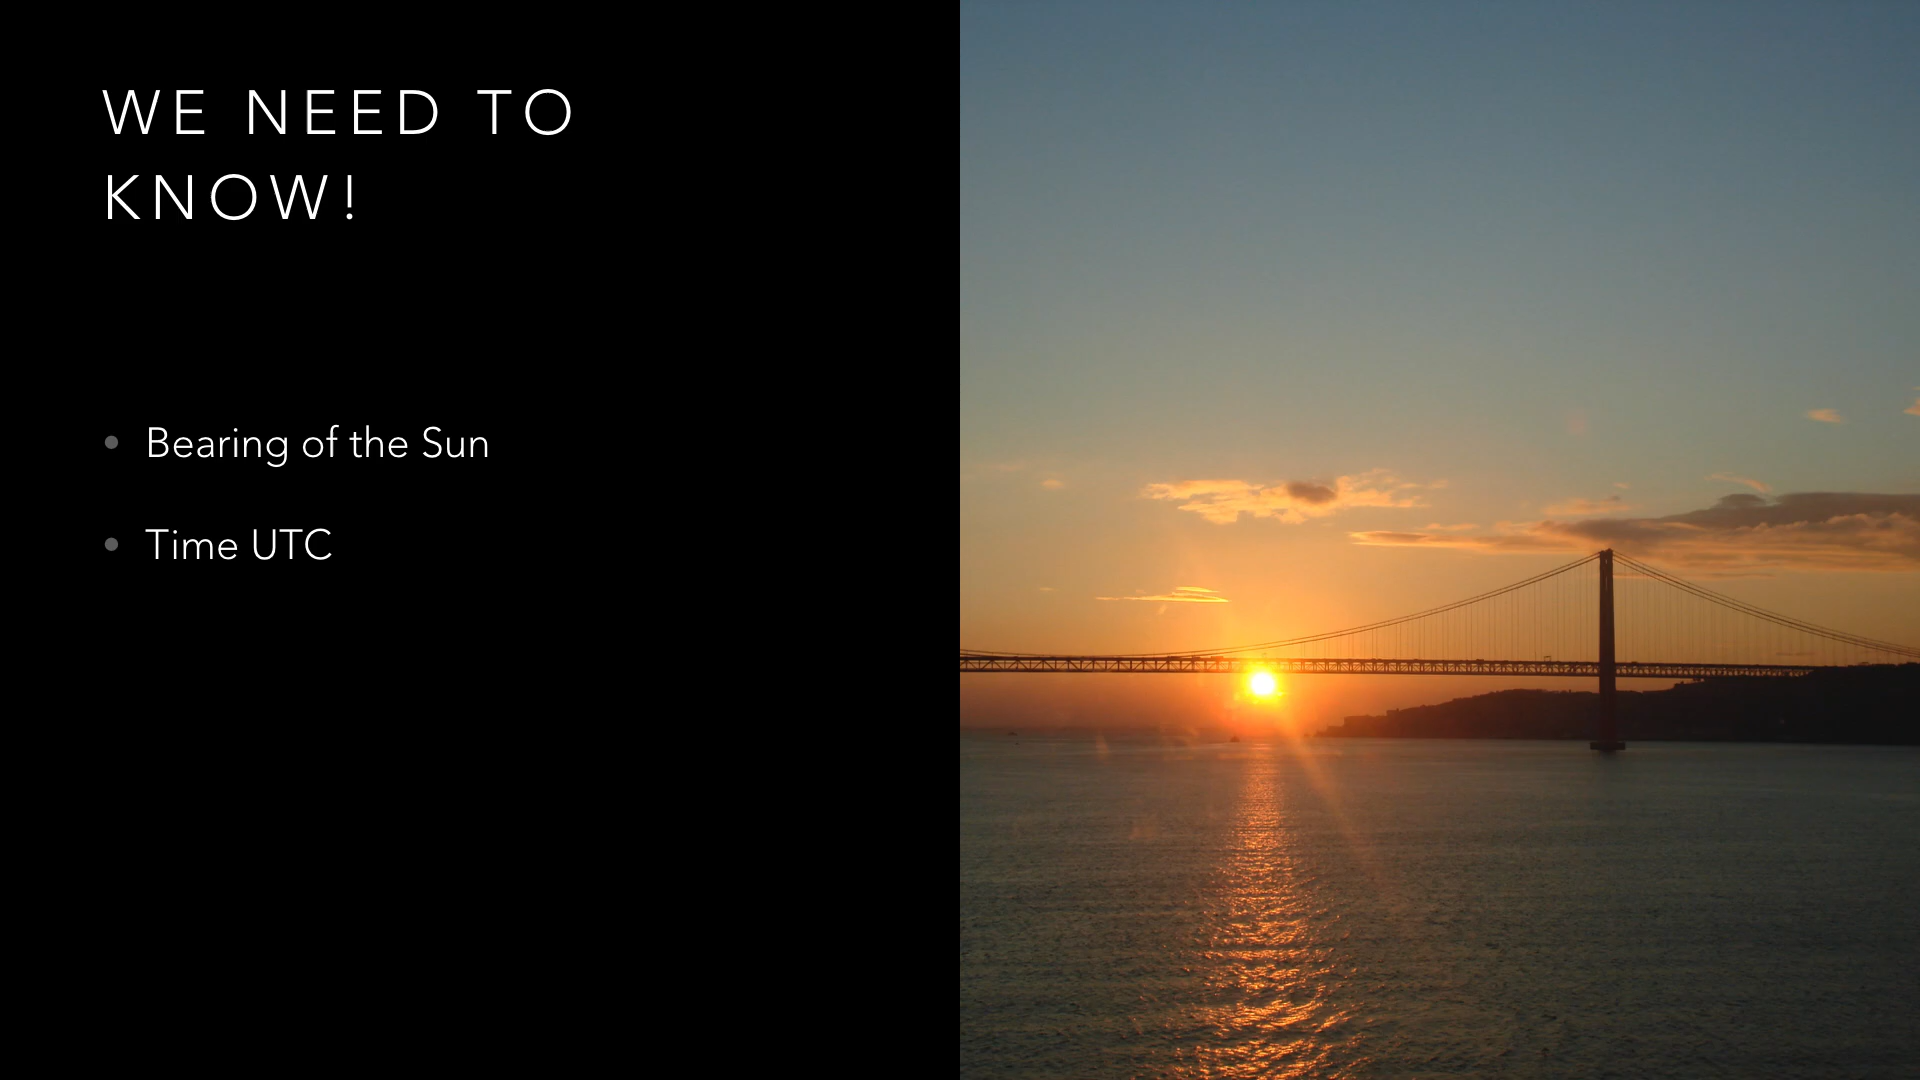 WE NEED TO
KNOW!
• Bearing of the Sun
• Time UTC